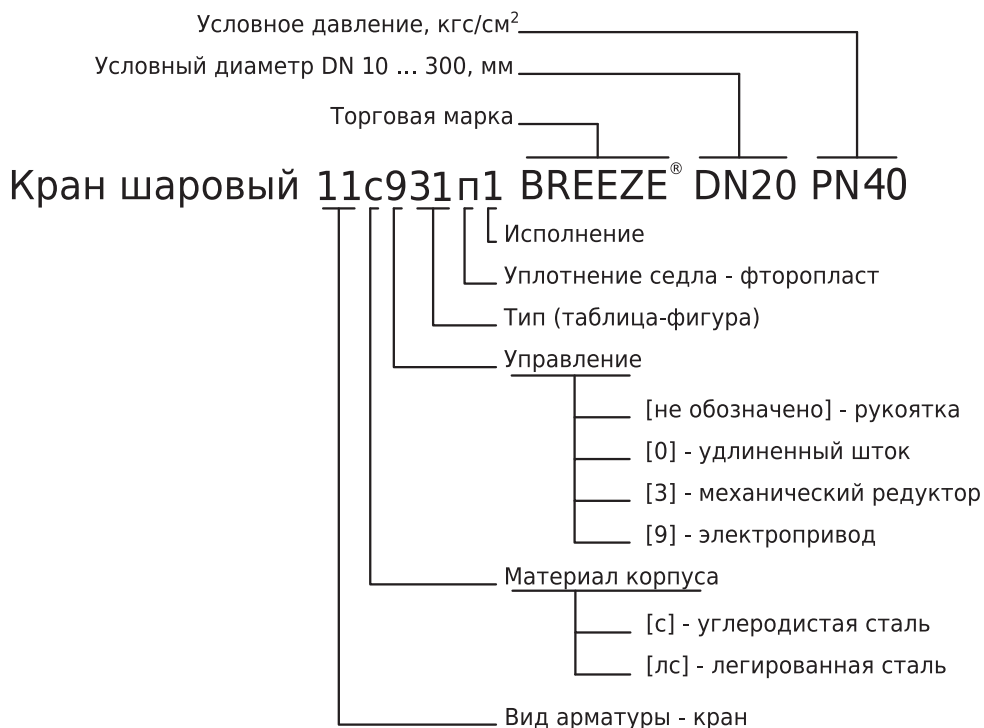 Условное давление, кгс/см²
Условный диаметр DN 10 ... 300, мм
Торговая марка
Кран шаровый 11с931п1 BREEZE® DN20 PN40
Исполнение
Уплотнение седла - фторопласт
Тип (таблица-фигура)
Управление
[не обозначено] - рукоятка
[0] - удлиненный шток
[3] - механический редуктор
[9] - электропривод
Материал корпуса
[с] - углеродистая сталь
[лс] - легированная сталь
Вид арматуры - кран